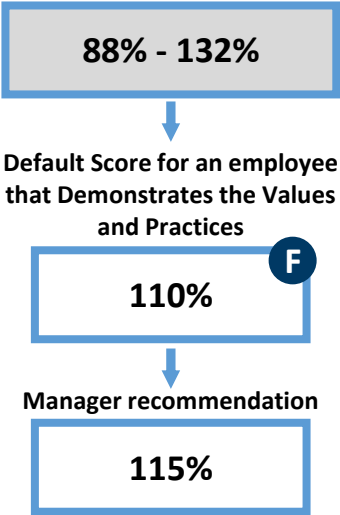 88% - 132%
Default Score for an employee
that Demonstrates the Values
and Practices
F
110%
Manager recommendation
115%